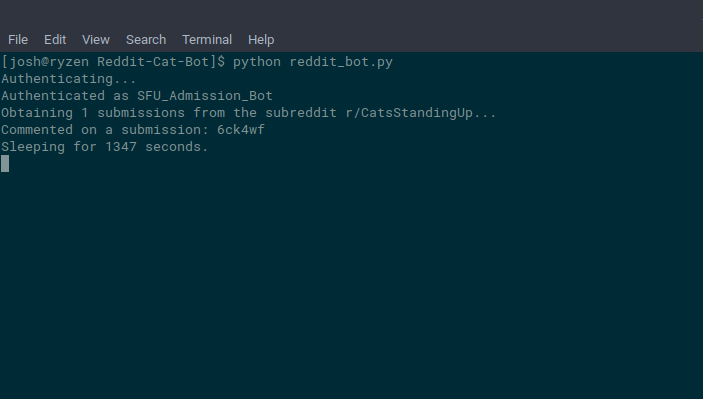 File Edit View Search Terminal Help
[josh@ryzen Reddit-Cat-Bot]$ python reddit_bot.py
Authenticating...
Authenticated as SFU_Admission_Bot
Obtaining 1 submissions from the subreddit r/CatsStandingUp...
Commented on a submission: 6ck4wf
Sleeping for 1347 seconds.